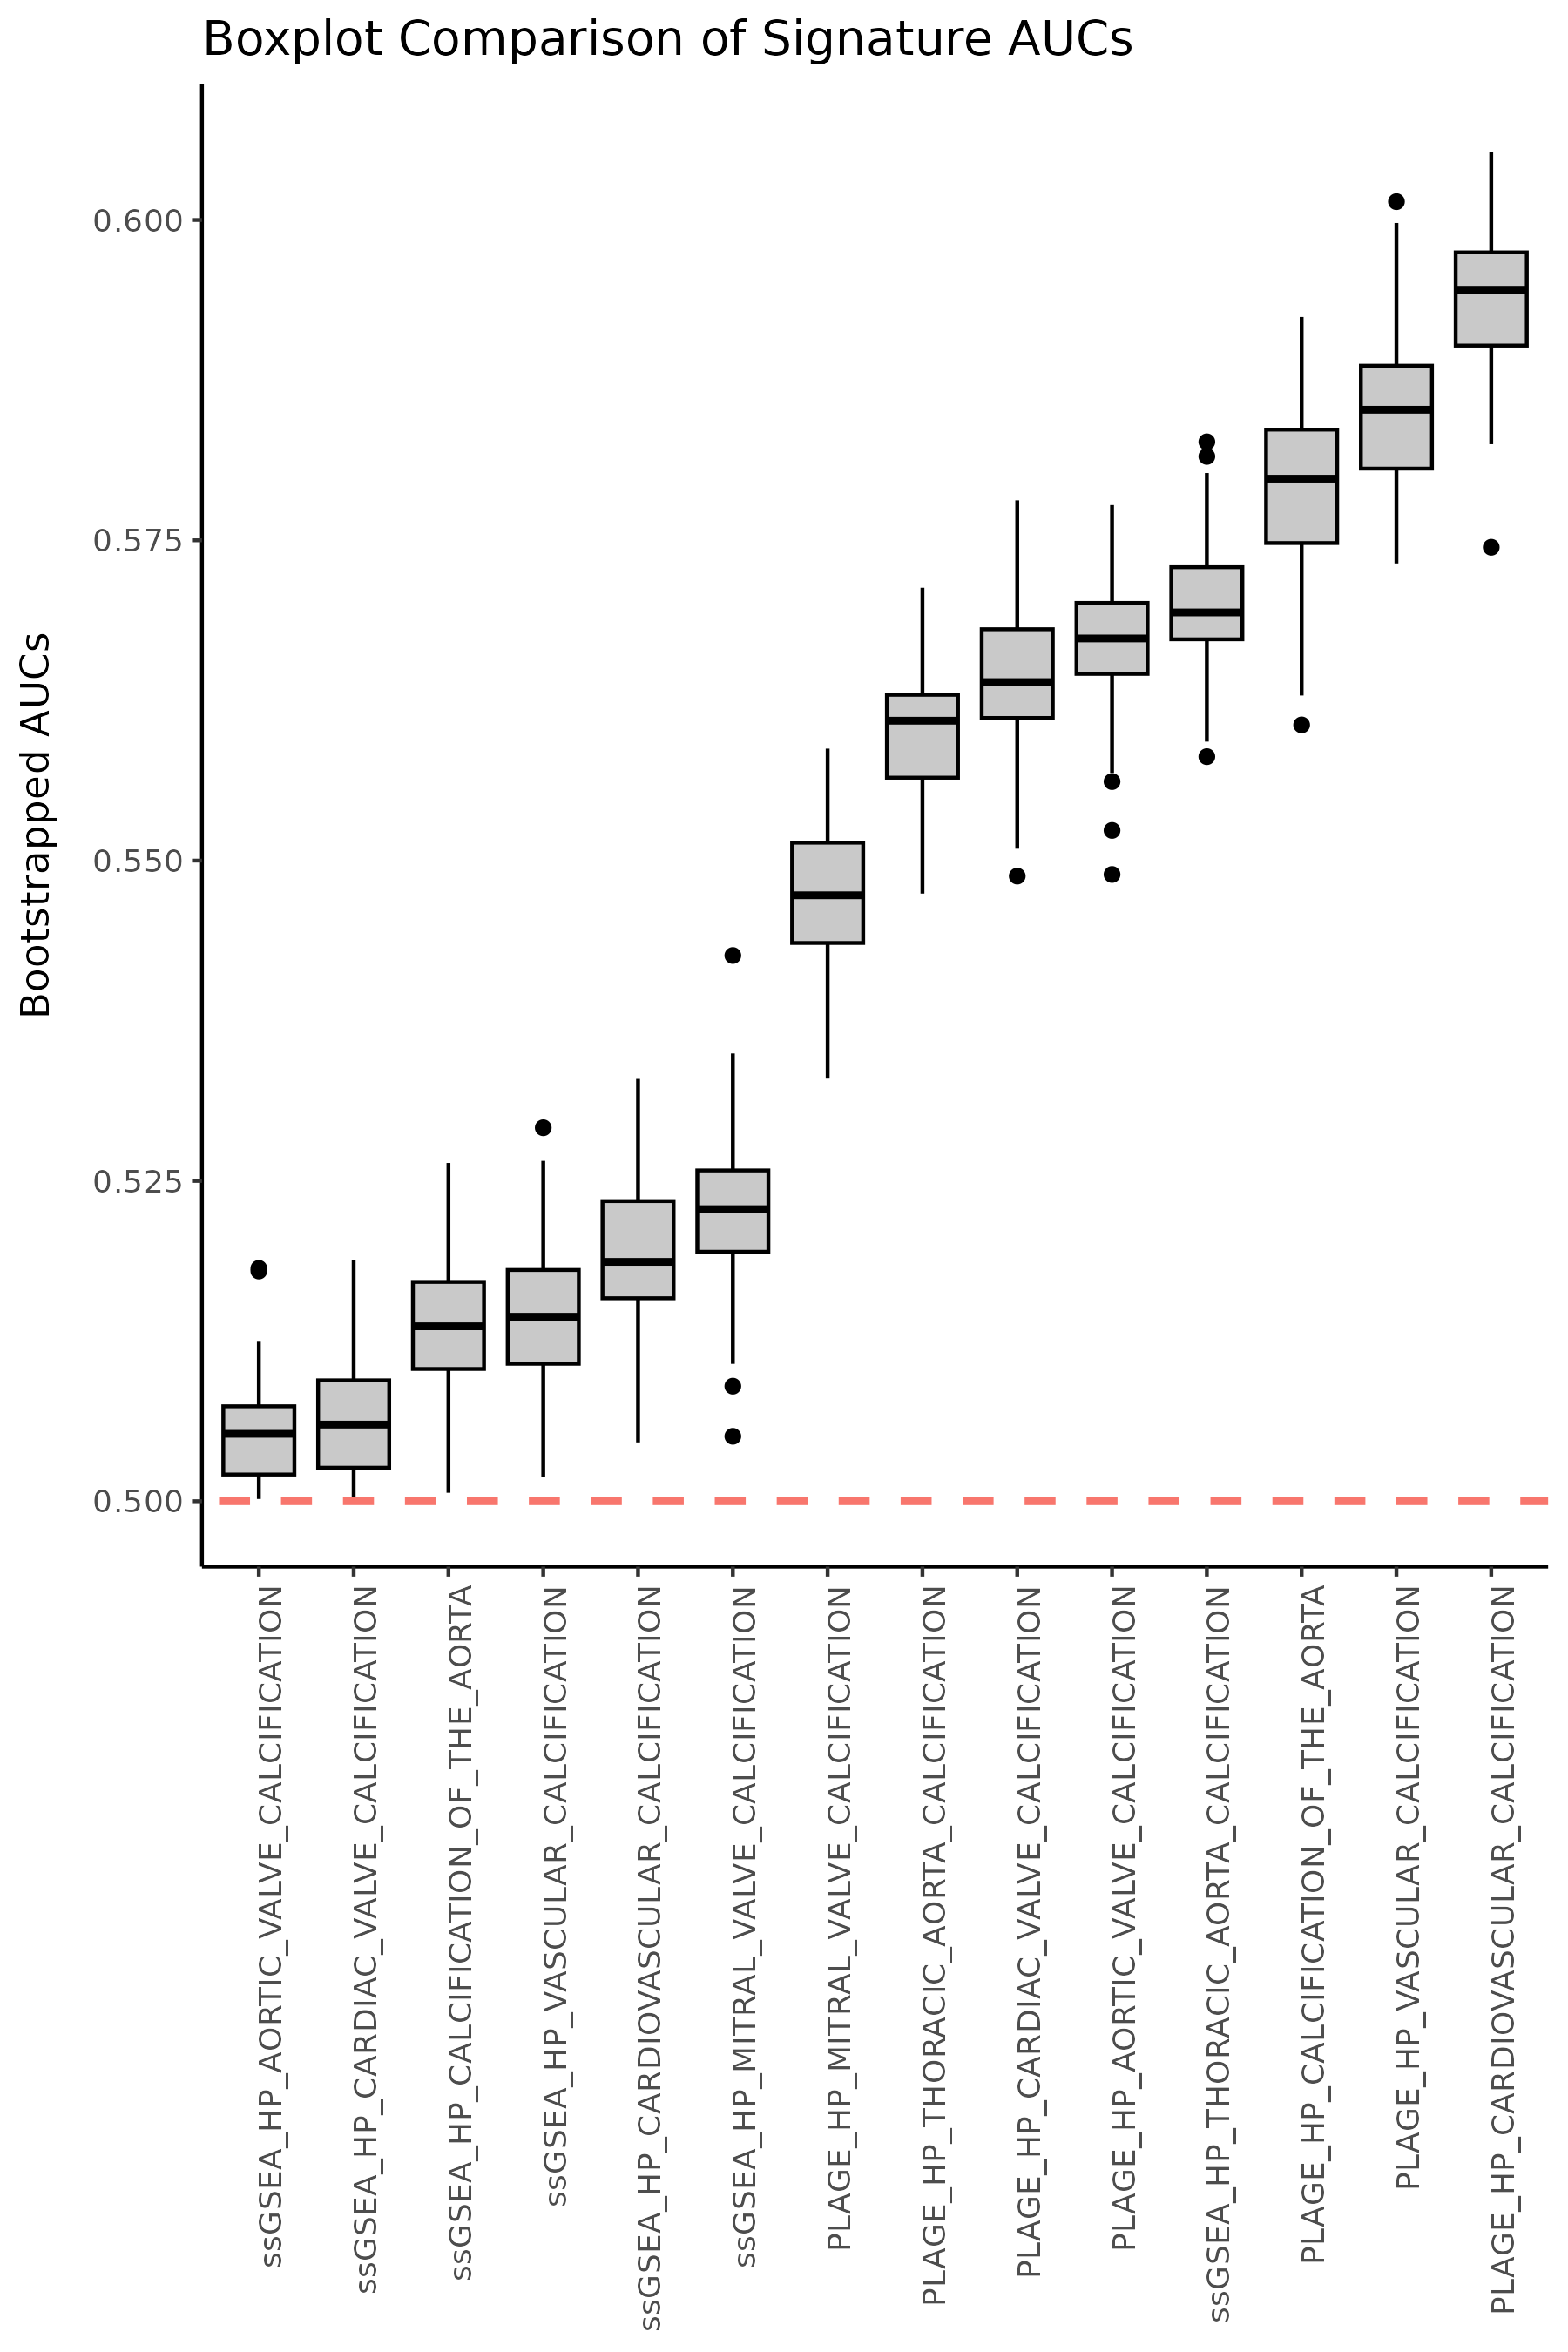 Boxplot Comparison of Signature AUCs
Bootstrapped AUCs
0.600
0.575
0.550
0.525
0.500
ssGSEA_HP_AORTIC_VALVE_CALCIFICATION
ssGSEA_HP_CARDIAC_VALVE_CALCIFICATION
ssGSEA_HP_CALCIFICATION_OF_THE_AORTA
ssGSEA_HP_VASCULAR_CALCIFICATION
ssGSEA_HP_CARDIOVASCULAR_CALCIFICATION
ssGSEA_HP_MITRAL_VALVE_CALCIFICATION
PLAGE_HP_MITRAL_VALVE_CALCIFICATION
PLAGE_HP_THORACIC_AORTA_CALCIFICATION
PLAGE_HP_CARDIAC_VALVE_CALCIFICATION
PLAGE_HP_AORTIC_VALVE_CALCIFICATION
ssGSEA_HP_THORACIC_AORTA_CALCIFICATION
PLAGE_HP_CALCIFICATION_OF_THE_AORTA
PLAGE_HP_VASCULAR_CALCIFICATION
PLAGE_HP_CARDIOVASCULAR_CALCIFICATION